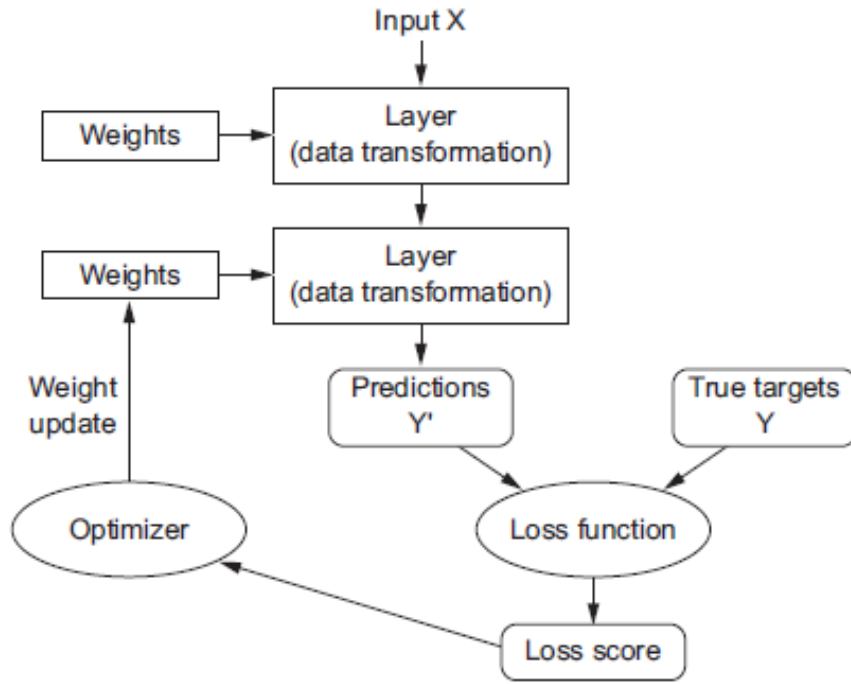 Input X
Layer
(data transformation)
Weights
Layer
(data transformation)
Weights
Weight
update
Predictions
Y'
True targets
Y
Optimizer
Loss function
Loss score